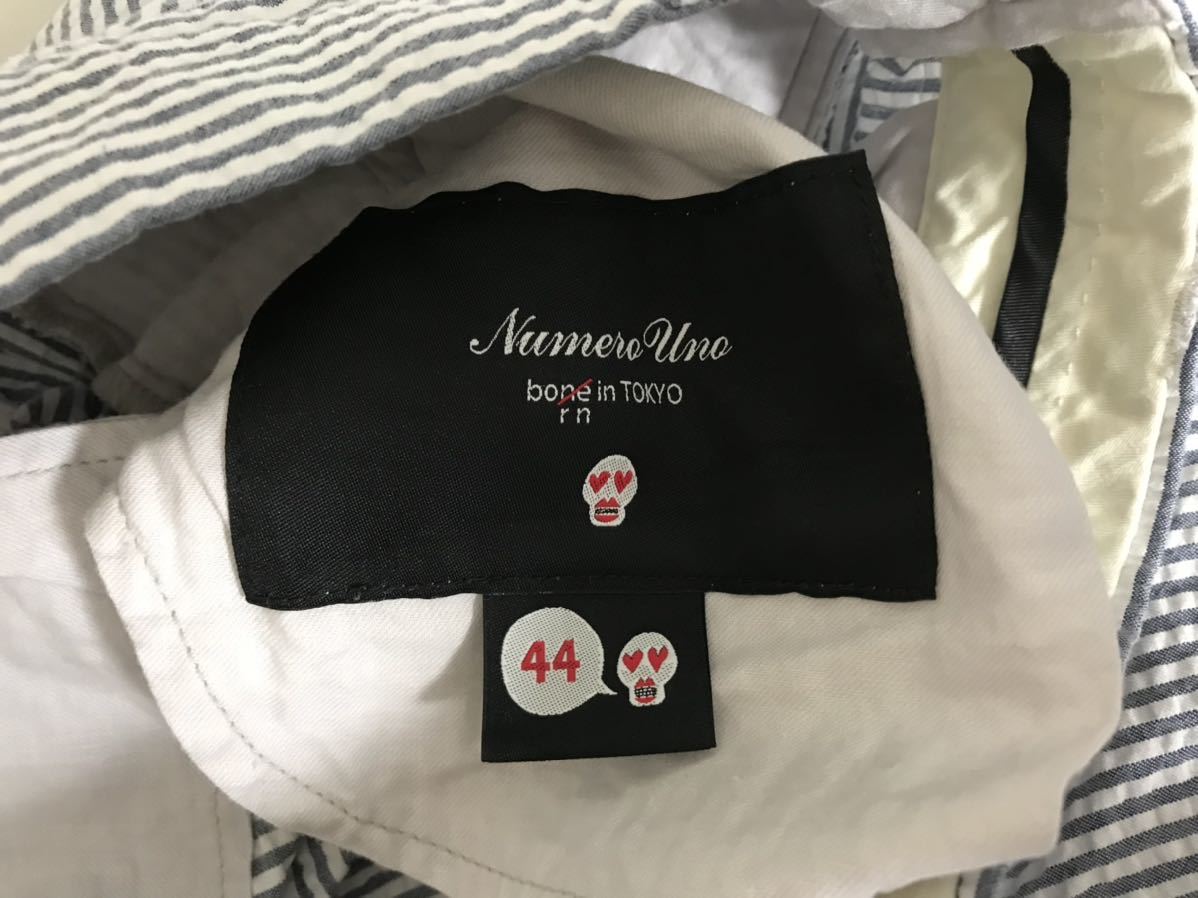 Numero Uno
bone in TOKYO
rn
44